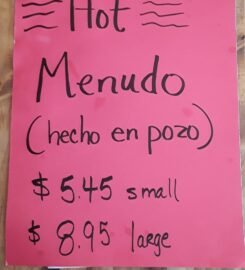 Hot
Menudo
(hecho en pozo)
$ 5.45 small
$ 8.95 large